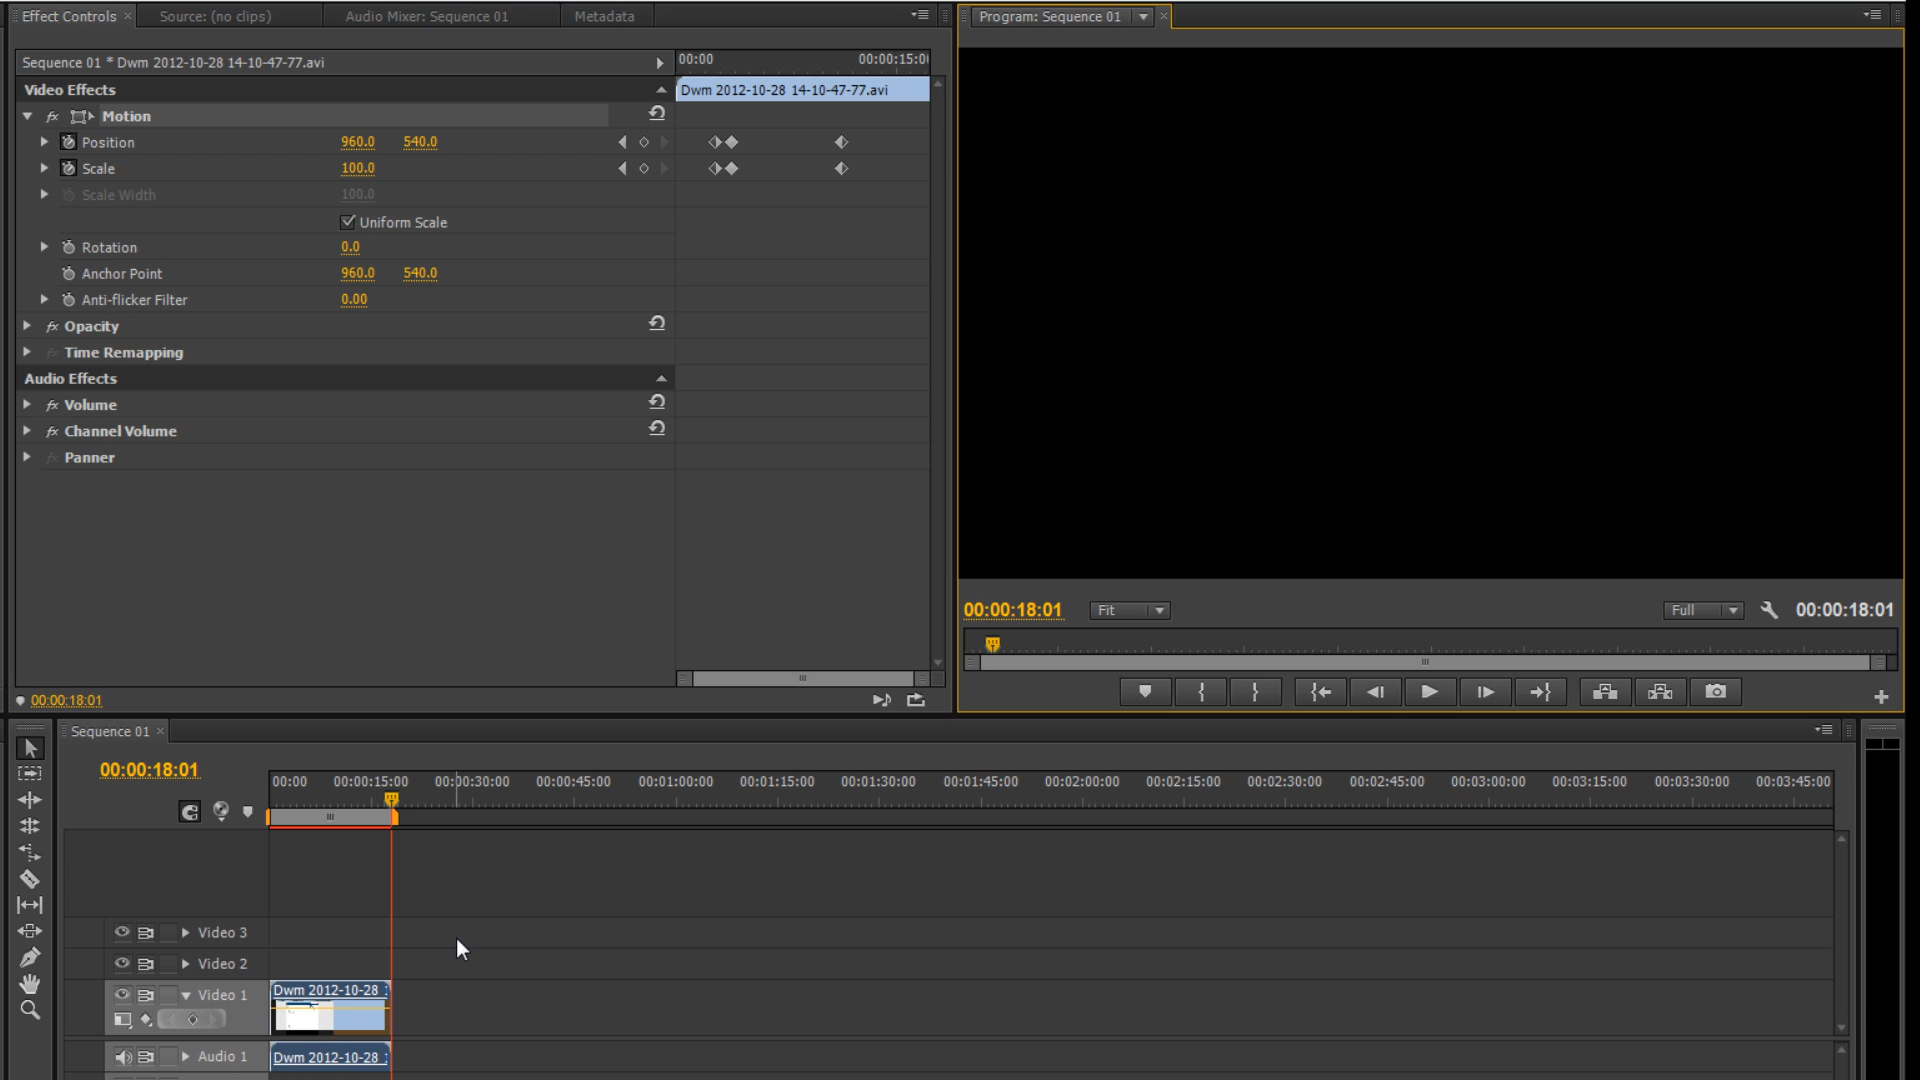 Effect Controls
Source: (no clips)
Audio Mixer: Sequence 01
Metadata
Program: Sequence 01
Sequence 01 * Dwm 2012-10-28 14-10-47-77.avi
00:00
00:00:15:0
Video Effects
Dwm 2012-10-28 14-10-47-77.avi
fx Motion
Position 960.0 540.0
Scale 100.0
Scale Width 100.0
Uniform Scale
Rotation 0.0
Anchor Point 960.0 540.0
Anti-flicker Filter 0.00
fx Opacity
fx Time Remapping
Audio Effects
fx Volume
fx Channel Volume
fx Panner
00:00:18:01
00:00:18:01 Fit Full 00:00:18:01
Sequence 01
00:00:18:01
00:00 00:00:15:00 00:00:30:00 00:00:45:00 00:01:00:00 00:01:15:00 00:01:30:00 00:01:45:00 00:02:00:00 00:02:15:00 00:02:30:00 00:02:45:00 00:03:00:00 00:03:15:00 00:03:30:00 00:03:45:00
Video 3
Video 2
Video 1
Dwm 2012-10-28
Audio 1
Dwm 2012-10-28